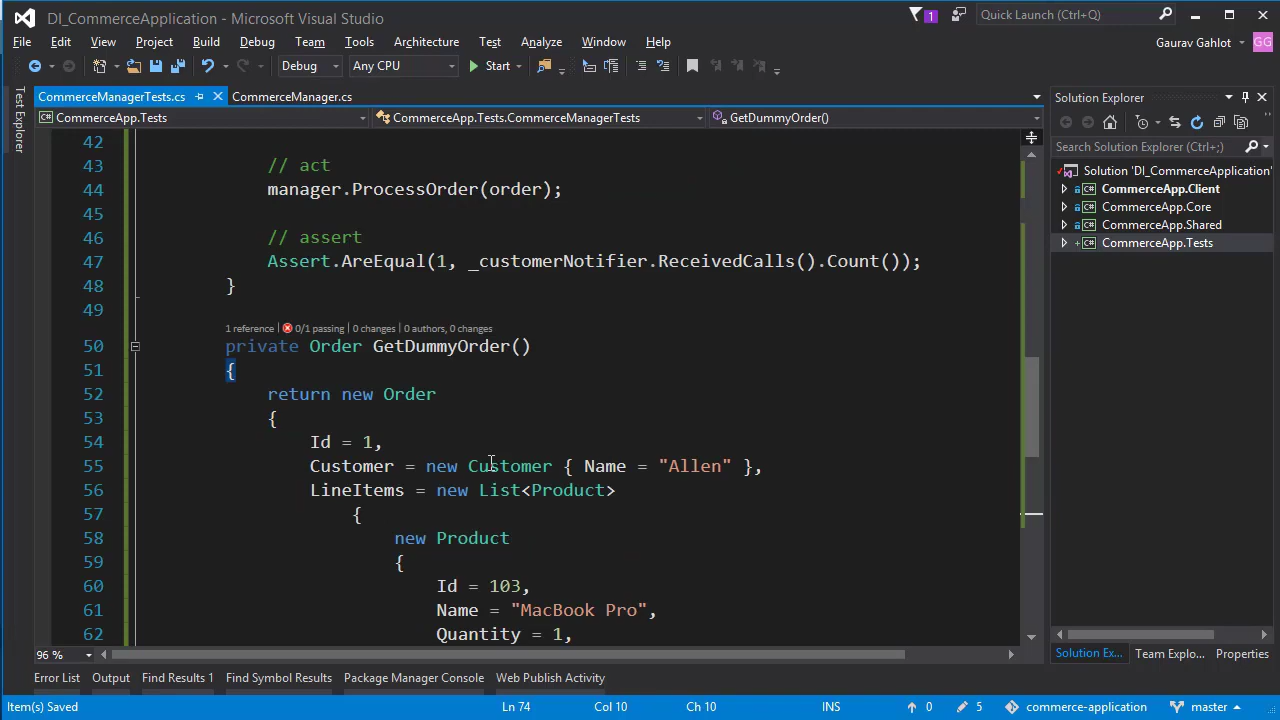 DI_CommerceApplication - Microsoft Visual Studio
1
Quick Launch (Ctrl+Q)
File Edit View Project Build Debug Team Tools Architecture Test Analyze Window Help
Gaurav Gahlot GG
Debug Any CPU Start
Test Explorer
CommerceManagerTests.cs CommerceManager.cs
CommerceApp.Tests CommerceApp.Tests.CommerceManagerTests GetDummyOrder()
42
43 // act
44 manager.ProcessOrder(order);
45
46 // assert
47 Assert.AreEqual(1, _customerNotifier.ReceivedCalls().Count());
48 }
49
1 reference | 0/1 passing | 0 changes | 0 authors, 0 changes
50 private Order GetDummyOrder()
51 {
52 return new Order
53 {
54 Id = 1,
55 Customer = new Customer { Name = "Allen" },
56 LineItems = new List<Product>
57 {
58 new Product
59 {
60 Id = 103,
61 Name = "MacBook Pro",
62 Quantity = 1,
96 %
Solution Explorer
Search Solution Explorer (Ctrl+;)
Solution 'DI_CommerceApplication'
C# CommerceApp.Client
C# CommerceApp.Core
C# CommerceApp.Shared
C# CommerceApp.Tests
Solution Ex... Team Explo... Properties
Error List Output Find Results 1 Find Symbol Results Package Manager Console Web Publish Activity
Item(s) Saved Ln 74 Col 10 Ch 10 INS 0 5 commerce-application master